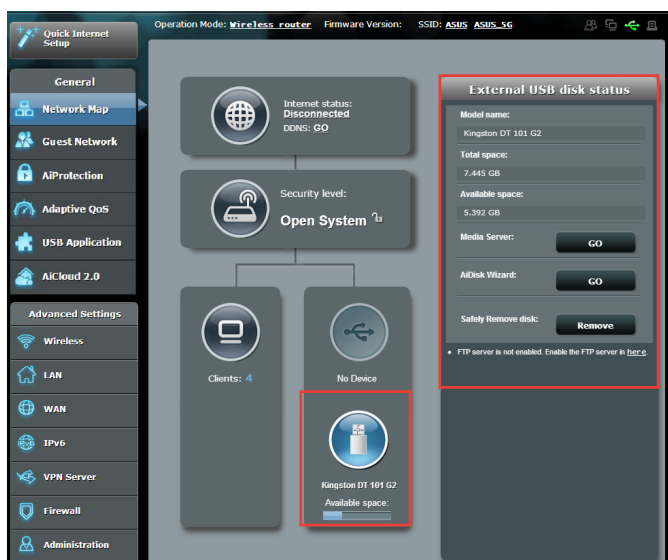 Quick Internet
Setup
Operation Mode: Wireless router Firmware Version: SSID: ASUS ASUS_5G
General
Network Map
Guest Network
AiProtection
Adaptive QoS
USB Application
AiCloud 2.0
Advanced Settings
Wireless
LAN
WAN
IPv6
IPv6
VPN Server
Firewall
Administration
Internet status:
Disconnected
DDNS: GO
Security level:
Open System
Clients: 4
No Device
Kingston DT 101 G2
Available space:
External USB disk status
Model name:
Kingston DT 101 G2
Total space:
7.445 GB
Available space:
5.392 GB
Media Server: GO
AiDisk Wizard: GO
Safely Remove disk: Remove
• FTP server is not enabled. Enable the FTP server in here.